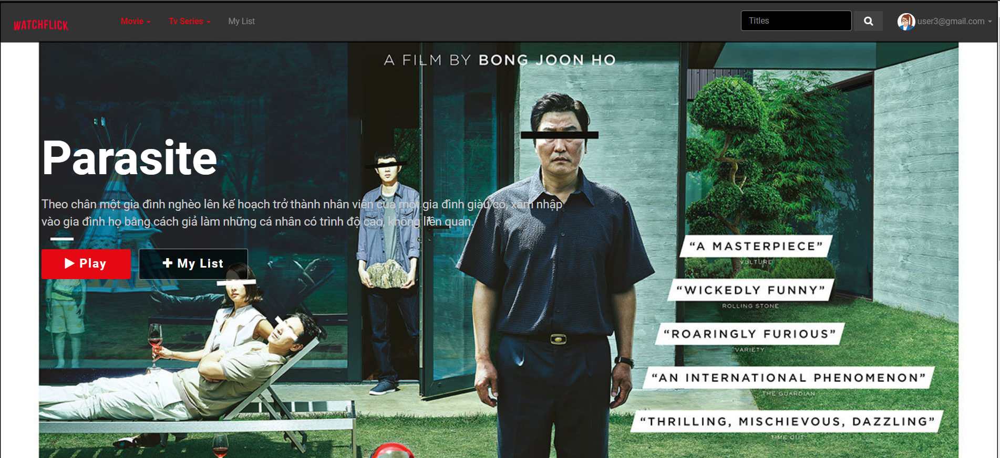 WATCHFLICK
Movie
Tv Series
My List
Titles
user3@gmail.com
A FILM BY BONG JOON HO
Parasite
Theo chân một gia đình nghèo lên kế hoạch trở thành nhân viên của một gia đình giàu có, xâm nhập
vào gia đình họ bằng cách giả làm những cá nhân có trình độ cao, không liên quan.
Play
My List
“A MASTERPIECE”
VULTURE
“WICKEDLY FUNNY”
ROLLING STONE
“ROARINGLY FURIOUS”
VARIETY
“AN INTERNATIONAL PHENOMENON”
THE GUARDIAN
“THRILLING, MISCHIEVOUS, DAZZLING”
TIME OUT